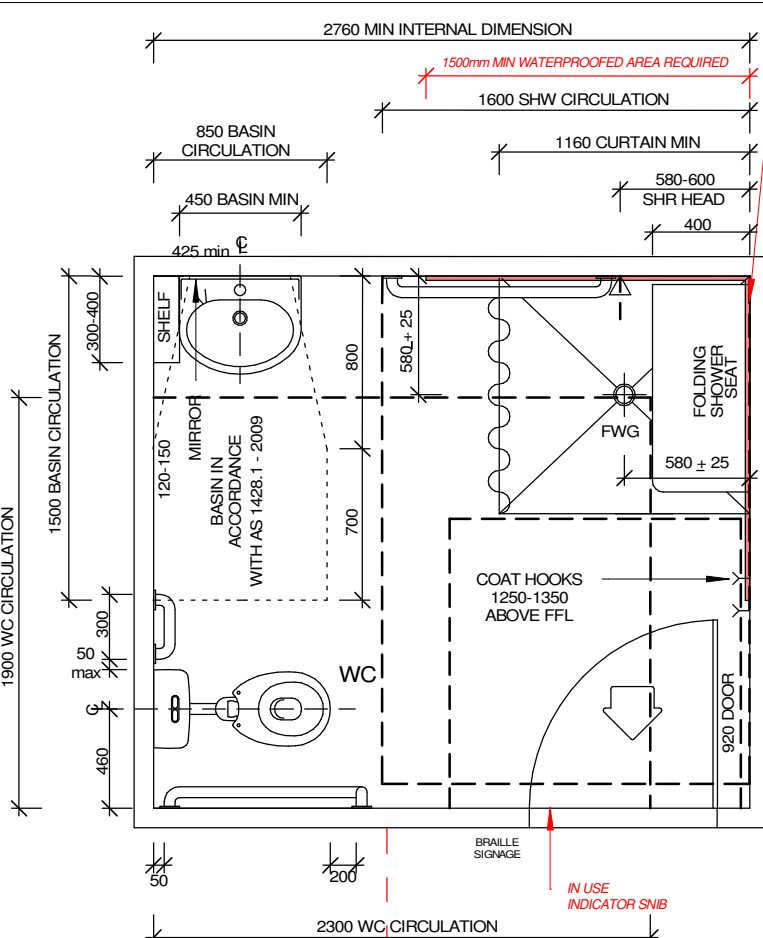 2760 MIN INTERNAL DIMENSION
1500mm MIN WATERPROOFED AREA REQUIRED
1600 SHW CIRCULATION
850 BASIN
CIRCULATION
1160 CURTAIN MIN
580-600
SHR HEAD
450 BASIN MIN
400
425 min
℄
SHELF
300-400
800
580 ± 25
FOLDING
SHOWER
SEAT
FWG
580 ± 25
1500 BASIN CIRCULATION
120-150
MIRROR
BASIN IN
ACCORDANCE
WITH AS 1428.1 - 2009
700
1900 WC CIRCULATION
COAT HOOKS
1250-1350
ABOVE FFL
300
50
max
WC
℄
460
920 DOOR
BRAILLE
SIGNAGE
50
200
IN USE
INDICATOR SNIB
2300 WC CIRCULATION